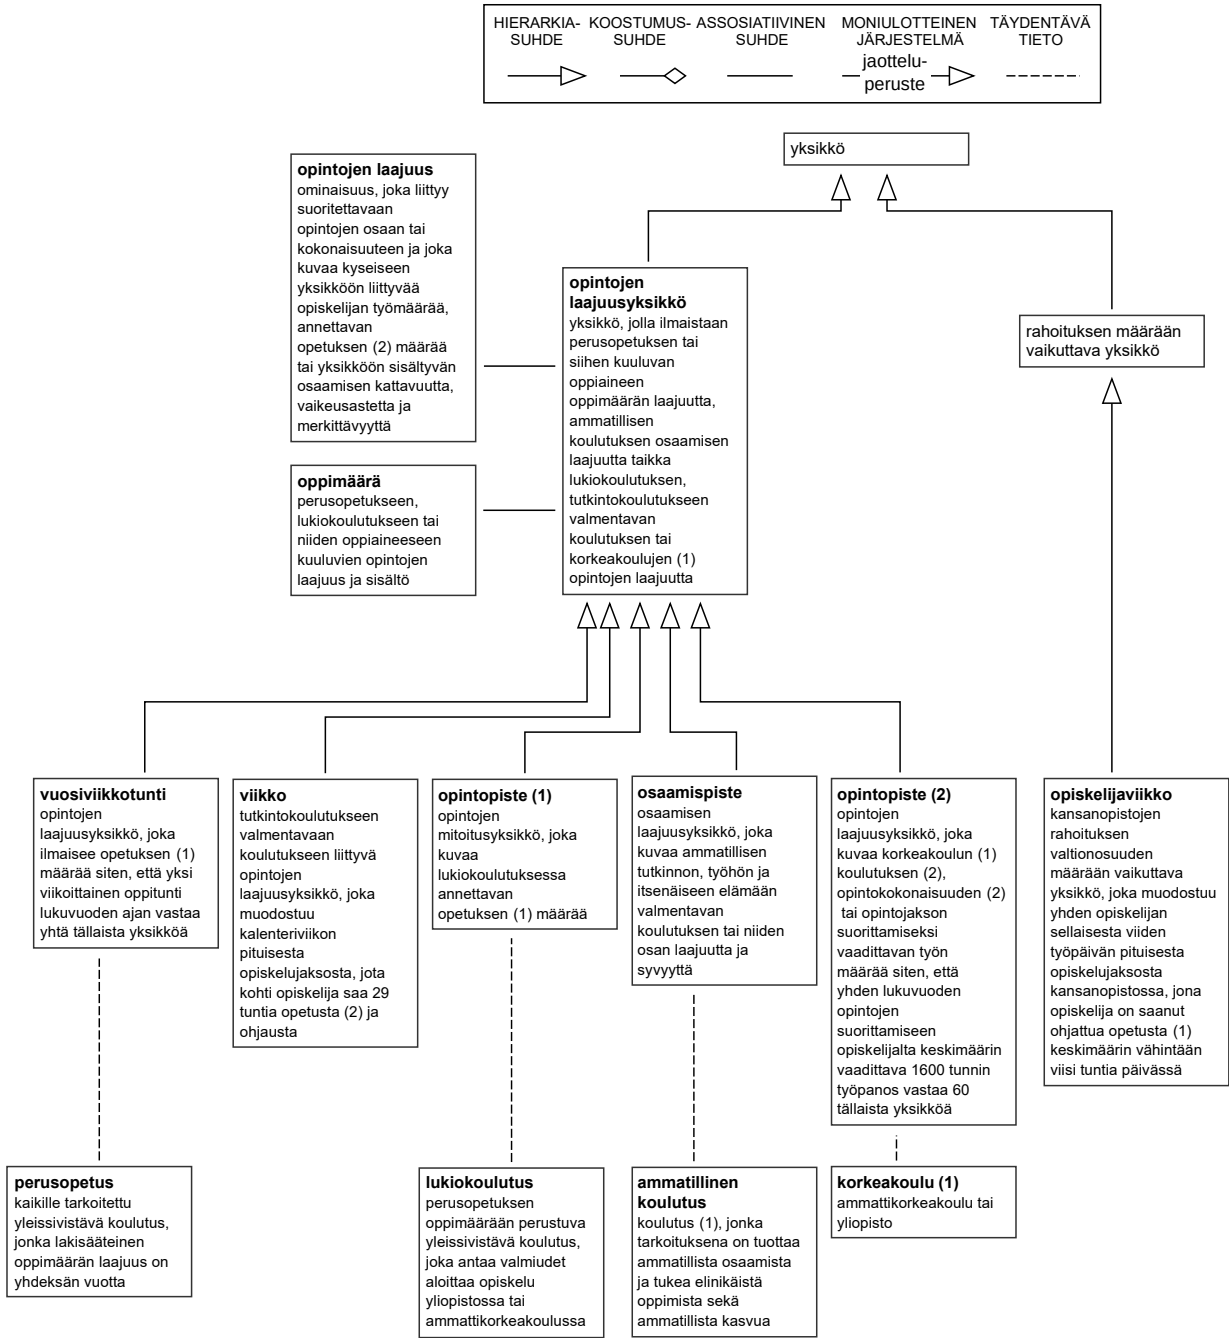 HIERARKIA-
SUHDE
KOOSTUMUS-
SUHDE
ASSOSIATIIVINEN
SUHDE
MONIULOTTEINEN
JÄRJESTELMÄ
jaottelu-
peruste
TÄYDENTÄVÄ
TIETO
yksikkö
opintojen laajuus
ominaisuus, joka liittyy
suoritettavaan
opintojen osaan tai
kokonaisuuteen ja joka
kuvaa kyseiseen
yksikköön liittyvää
opiskelijan työmäärää,
annettavan
opetuksen (2) määrää
tai yksikköön sisältyvän
osaamisen kattavuutta,
vaikeusastetta ja
merkittävyyttä
opintojen
laajuusyksikkö
yksikkö, jolla ilmaistaan
perusopetuksen tai
siihen kuuluvan
oppiaineen
oppimäärän laajuutta,
ammatillisen
koulutuksen osaamisen
laajuutta taikka
lukiokoulutuksen,
tutkintokoulutukseen
valmentavan
koulutuksen tai
korkeakoulujen (1)
opintojen laajuutta
rahoituksen määrään
vaikuttava yksikkö
oppimäärä
perusopetukseen,
lukiokoulutukseen tai
niiden oppiaineeseen
kuuluvien opintojen
laajuus ja sisältö
vuosiviikkotunti
opintojen
laajuusyksikkö, joka
ilmaisee opetuksen (1)
määrää siten, että yksi
viikoittainen oppitunti
lukuvuoden ajan vastaa
yhtä tällaista yksikköä
viikko
tutkintokoulutukseen
valmentavaan
koulutukseen liittyvä
opintojen
laajuusyksikkö, joka
muodostuu
kalenteriviikon
pituisesta
opiskelujaksosta, jota
kohti opiskelija saa 29
tuntia opetusta (2) ja
ohjausta
opintopiste (1)
opintojen
mitoitusyksikkö, joka
kuvaa
lukiokoulutuksessa
annettavan
opetuksen (1) määrää
osaamispiste
osaamisen
laajuusyksikkö, joka
kuvaa ammatillisen
tutkinnon, työhön ja
itsenäiseen elämään
valmentavan
koulutuksen tai niiden
osan laajuutta ja
syvyyttä
opintopiste (2)
opintojen
laajuusyksikkö, joka
kuvaa korkeakoulun (1)
koulutuksen (2),
opintokokonaisuuden (2)
tai opintojakson
suorittamiseksi
vaadittavan työn
määrää siten, että
yhden lukuvuoden
opintojen
suorittamiseen
opiskelijalta keskimäärin
vaadittava 1600 tunnin
työpanos vastaa 60
tällaista yksikköä
opiskelijaviikko
kansanopistojen
rahoituksen
valtionosuuden
määrään vaikuttava
yksikkö, joka muodostuu
yhden opiskelijan
sellaisesta viiden
työpäivän pituisesta
opiskelujaksosta
kansanopistossa, jona
opiskelija on saanut
ohjattua opetusta (1)
keskimäärin vähintään
viisi tuntia päivässä
perusopetus
kaikille tarkoitettu
yleissivistävä koulutus,
jonka lakisääteinen
oppimäärän laajuus on
yhdeksän vuotta
lukiokoulutus
perusopetuksen
oppimäärään perustuva
yleissivistävä koulutus,
joka antaa valmiudet
aloittaa opiskelu
yliopistossa tai
ammattikorkeakoulussa
ammatillinen
koulutus
koulutus (1), jonka
tarkoituksena on tuottaa
ammatillista osaamista
ja tukea elinikäistä
oppimista sekä
ammatillista kasvua
korkeakoulu (1)
ammattikorkeakoulu tai
yliopisto